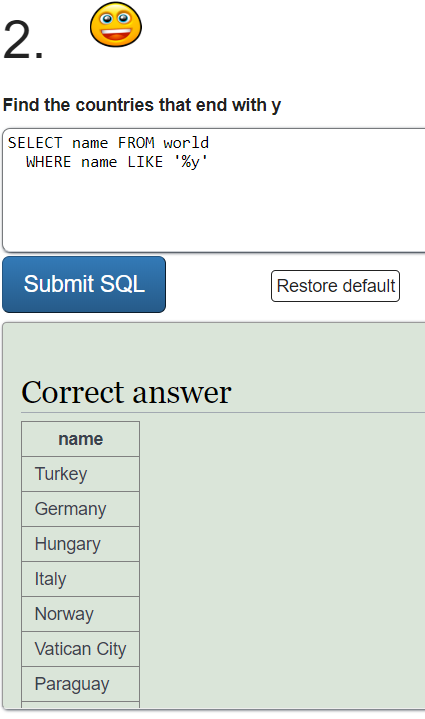 2.
Find the countries that end with y
SELECT name FROM world
WHERE name LIKE '%y'
Submit SQL
Restore default
Correct answer
name
Turkey
Germany
Hungary
Italy
Norway
Vatican City
Paraguay